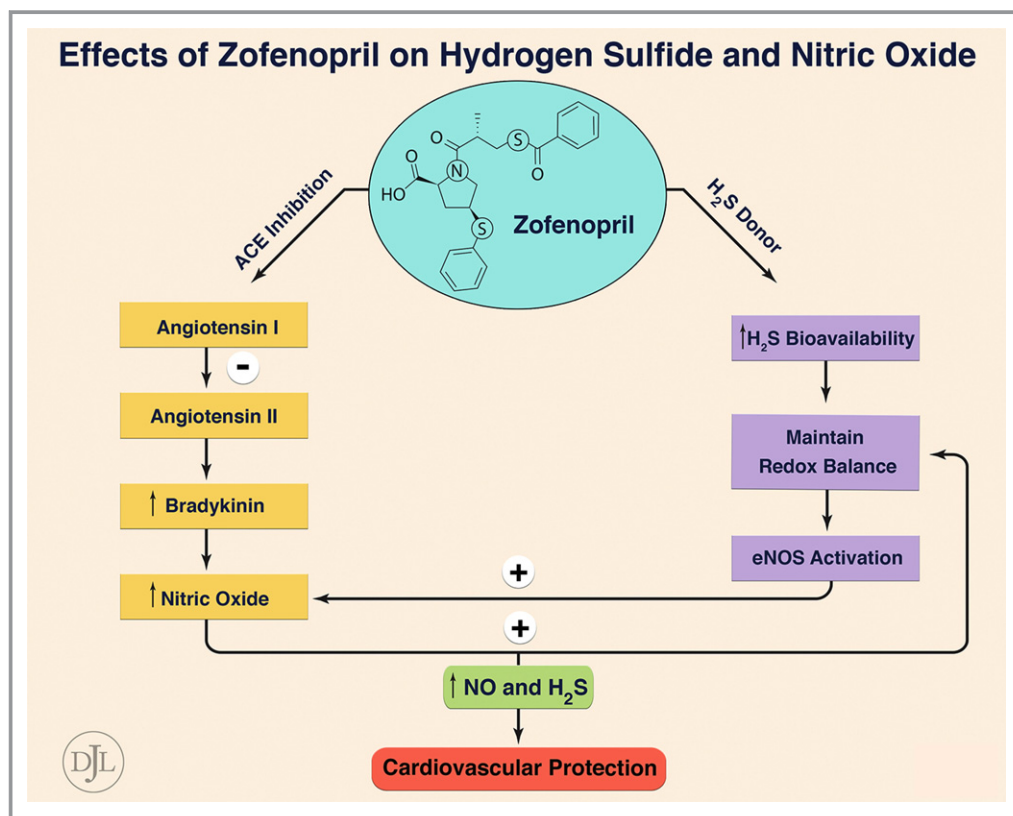 Effects of Zofenopril on Hydrogen Sulfide and Nitric Oxide
O
S
O
O
N
HO
S
Zofenopril
ACE Inhibition
H₂S Donor
Angiotensin I
-
Angiotensin II
↑ Bradykinin
↑ Nitric Oxide
↑H₂S Bioavailability
Maintain
Redox Balance
eNOS Activation
+
+
↑ NO and H₂S
Cardiovascular Protection
DJL